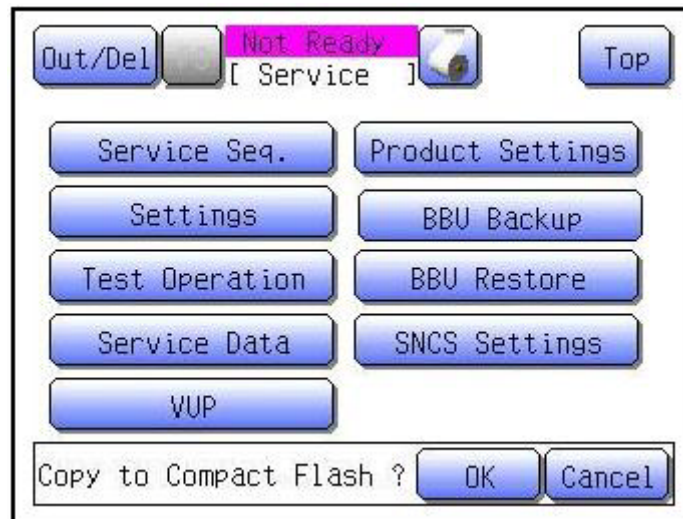 Out/Del
Not Ready
[ Service ]
Top
Service Seq.
Product Settings
Settings
BBU Backup
Test Operation
BBU Restore
Service Data
SNCS Settings
VUP
Copy to Compact Flash ?
OK
Cancel